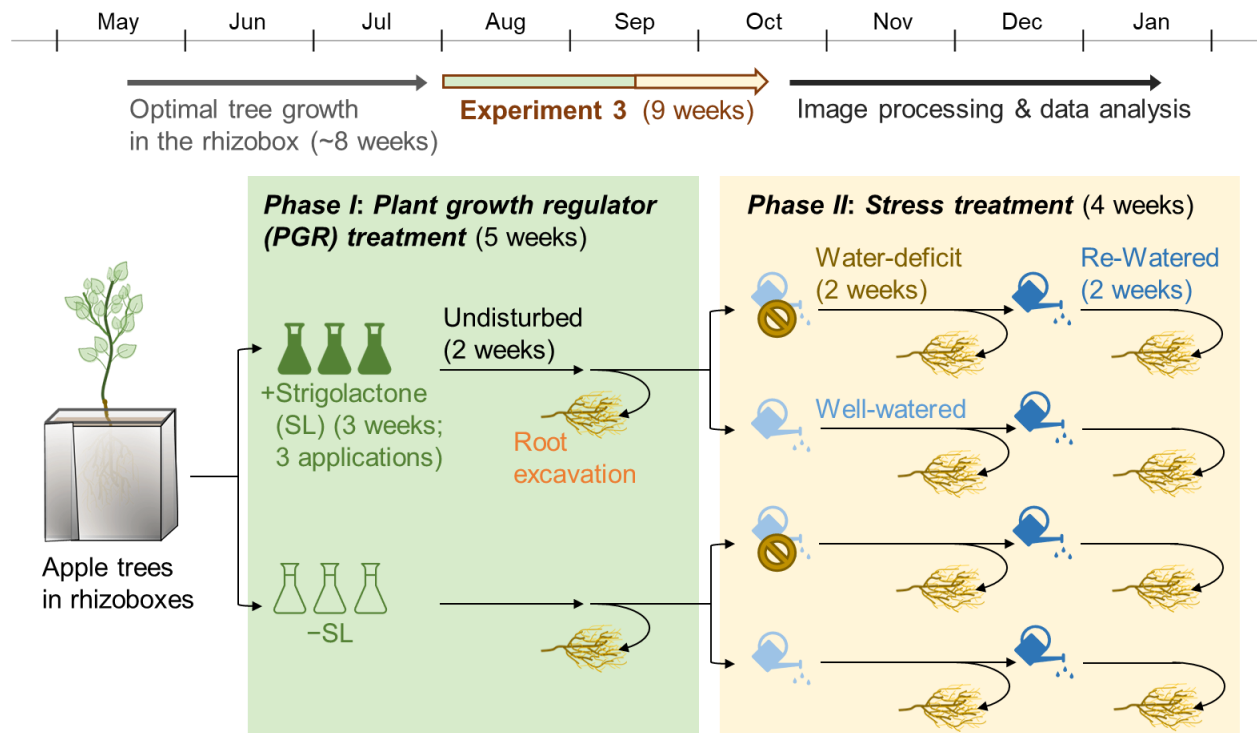 May Jun Jul Aug Sep Oct Nov Dec Jan
Optimal tree growth
in the rhizobox (~8 weeks)
Experiment 3 (9 weeks)
Image processing & data analysis
Phase I: Plant growth regulator
(PGR) treatment (5 weeks)
Phase II: Stress treatment (4 weeks)
Apple trees
in rhizoboxes
+Strigolactone
(SL) (3 weeks;
3 applications)
Undisturbed
(2 weeks)
Root
excavation
−SL
Water-deficit
(2 weeks)
Re-Watered
(2 weeks)
Well-watered